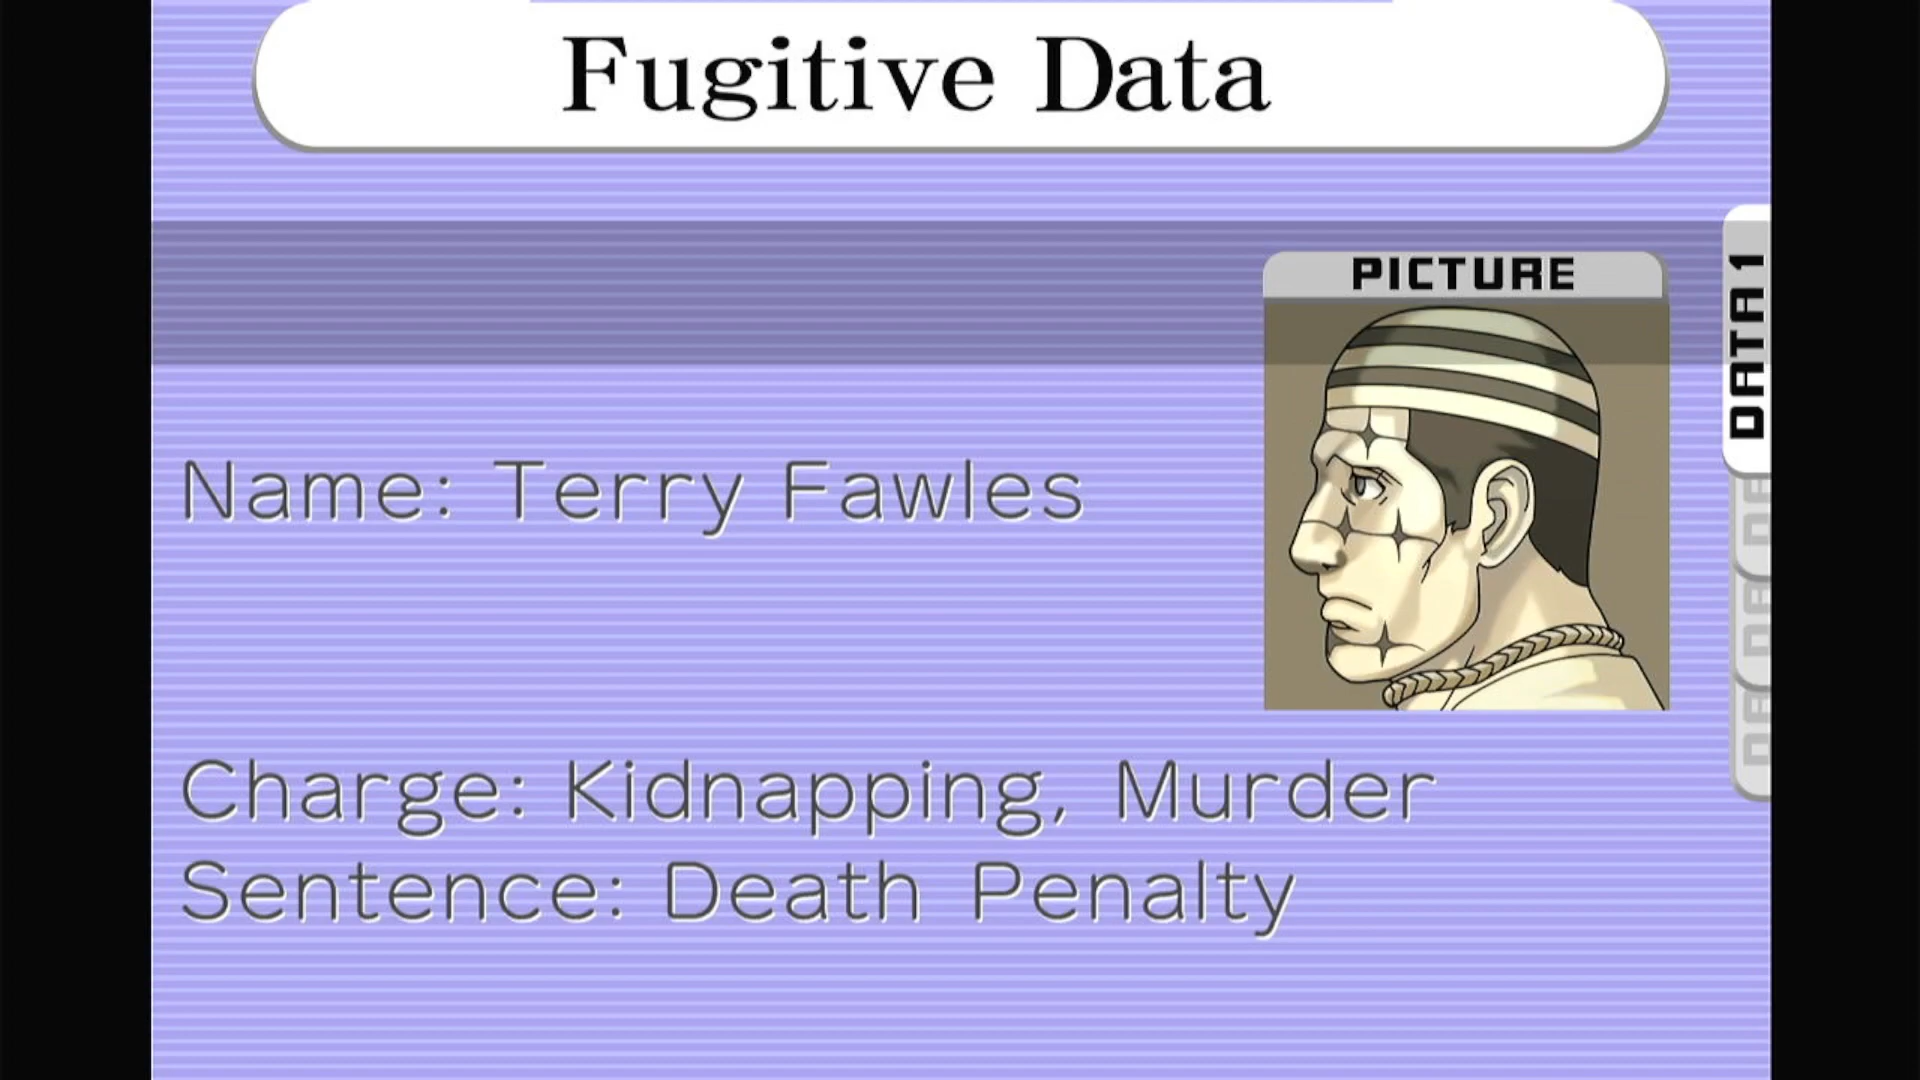 Fugitive Data
PICTURE
DATA 1
Name: Terry Fawles
Charge: Kidnapping, Murder
Sentence: Death Penalty